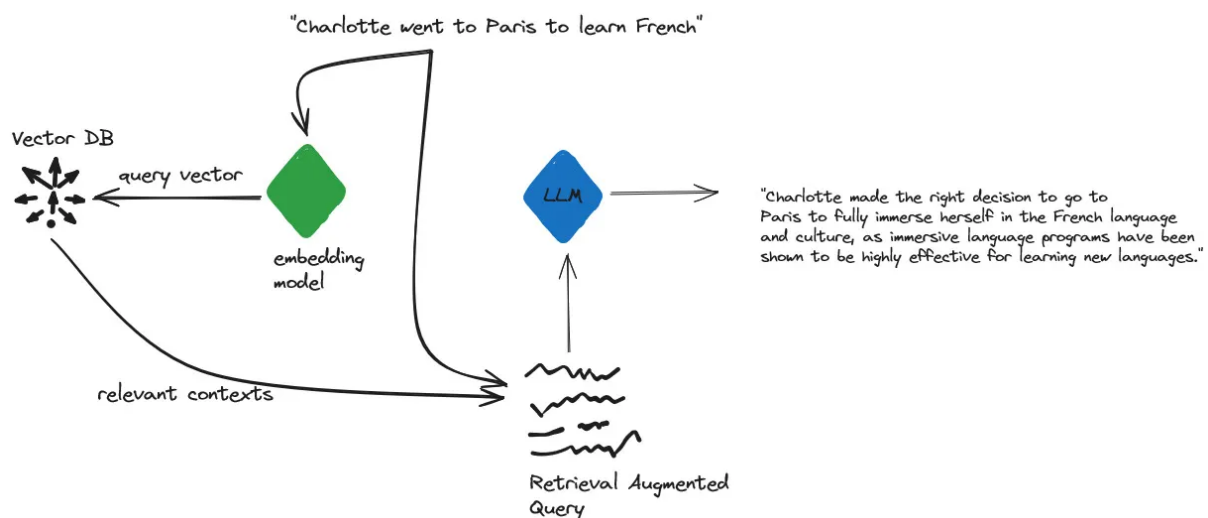 "Charlotte went to Paris to learn French"
Vector DB
query vector
embedding
model
LLM
"Charlotte made the right decision to go to
Paris to fully immerse herself in the French language
and culture, as immersive language programs have been
shown to be highly effective for learning new languages."
relevant contexts
Retrieval Augmented
Query